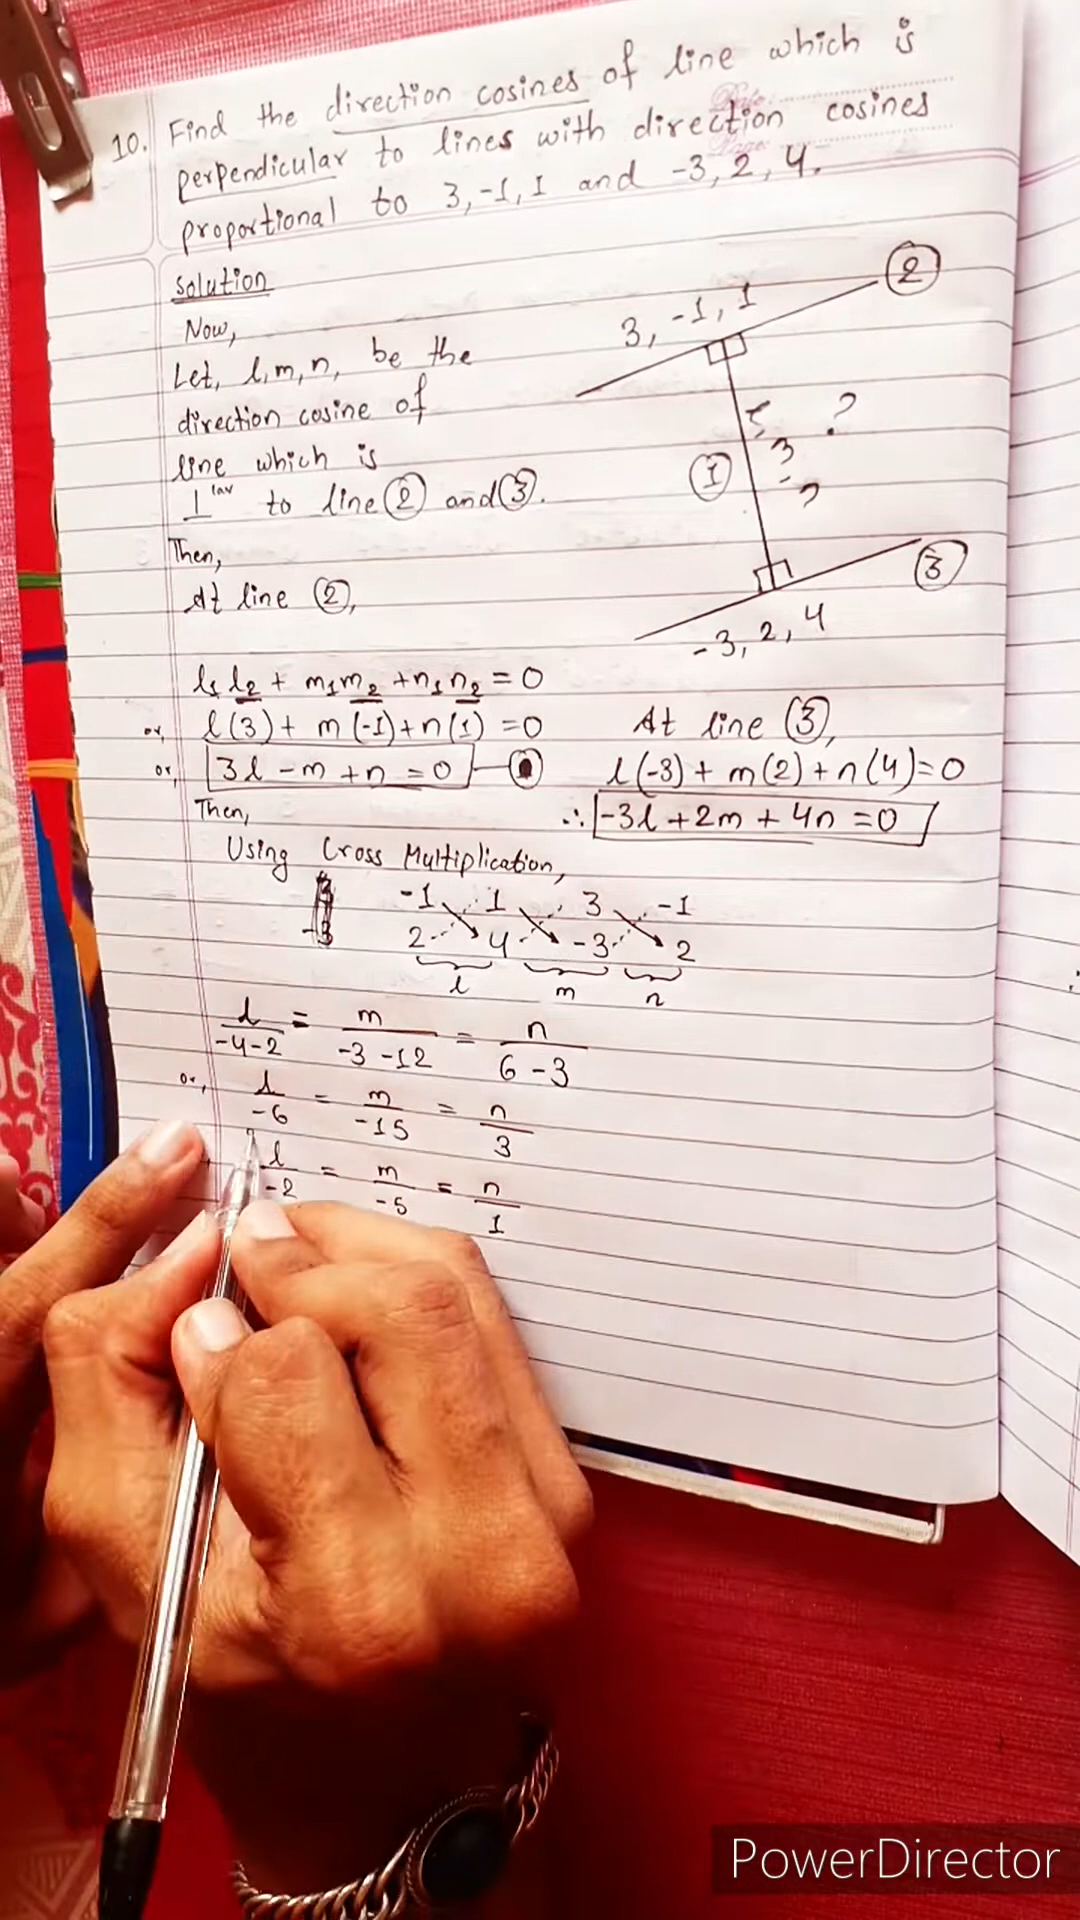 10. Find the direction cosines of line which is
perpendicular to lines with direction cosines
proportional to 3, -1, 1 and -3, 2, 4.
Solution
Now,
Let, l, m, n, be the
direction cosine of
line which is
⊥lar to line ② and ③.
②
3, -1, 1
l, m, n ?
①
③
-3, 2, 4
Then,
At line ②,
l₁l₂ + m₁m₂ + n₁n₂ = 0
or, l(3) + m(-1) + n(1) = 0
or, 3l - m + n = 0
At line ③,
l(-3) + m(2) + n(4) = 0
∴ -3l + 2m + 4n = 0
Then,
Using Cross Multiplication,
-1 1 3 -1
2 4 -3 2
l m n
l/-4-2 = m/-3-12 = n/6-3
or, l/-6 = m/-15 = n/3
l/-2 = m/-5 = n/1
PowerDirector